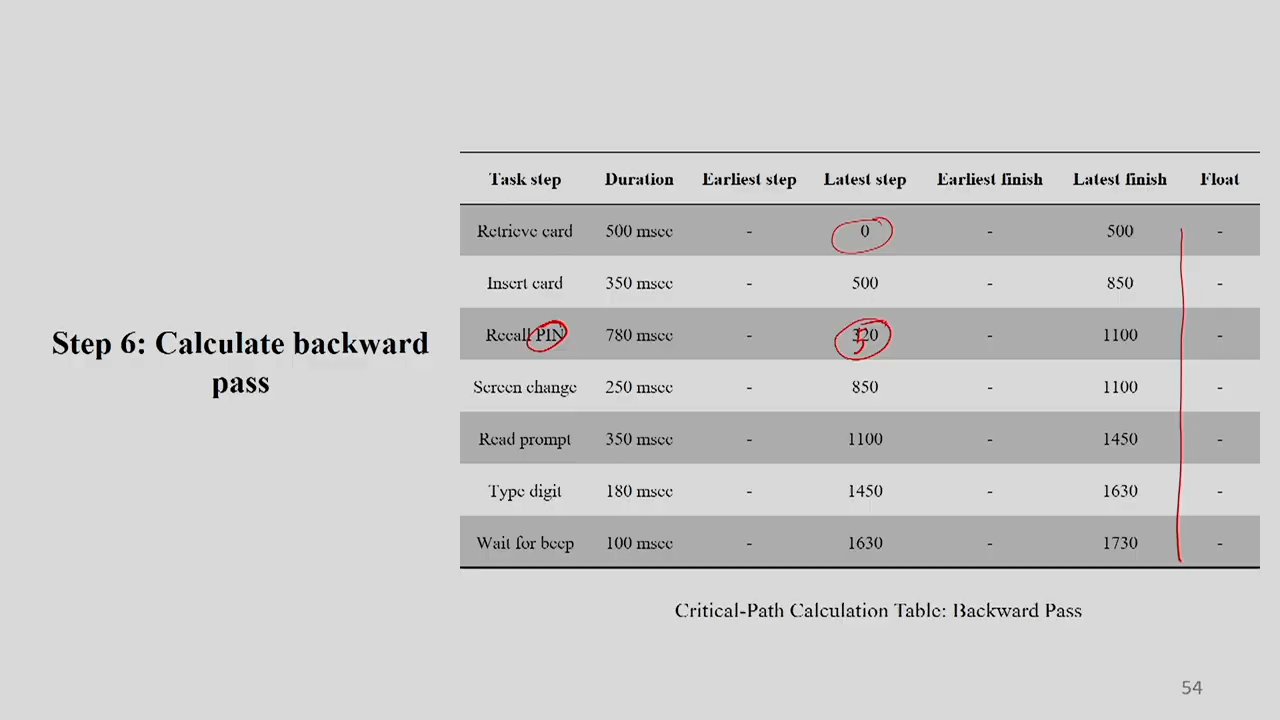 Step 6: Calculate backward
pass
Task step Duration Earliest step Latest step Earliest finish Latest finish Float
Retrieve card 500 msec - 0 - 500 -
Insert card 350 msec - 500 - 850 -
Recall PIN 780 msec - 320 - 1100 -
Screen change 250 msec - 850 - 1100 -
Read prompt 350 msec - 1100 - 1450 -
Type digit 180 msec - 1450 - 1630 -
Wait for beep 100 msec - 1630 - 1730 -
Critical-Path Calculation Table: Backward Pass
54